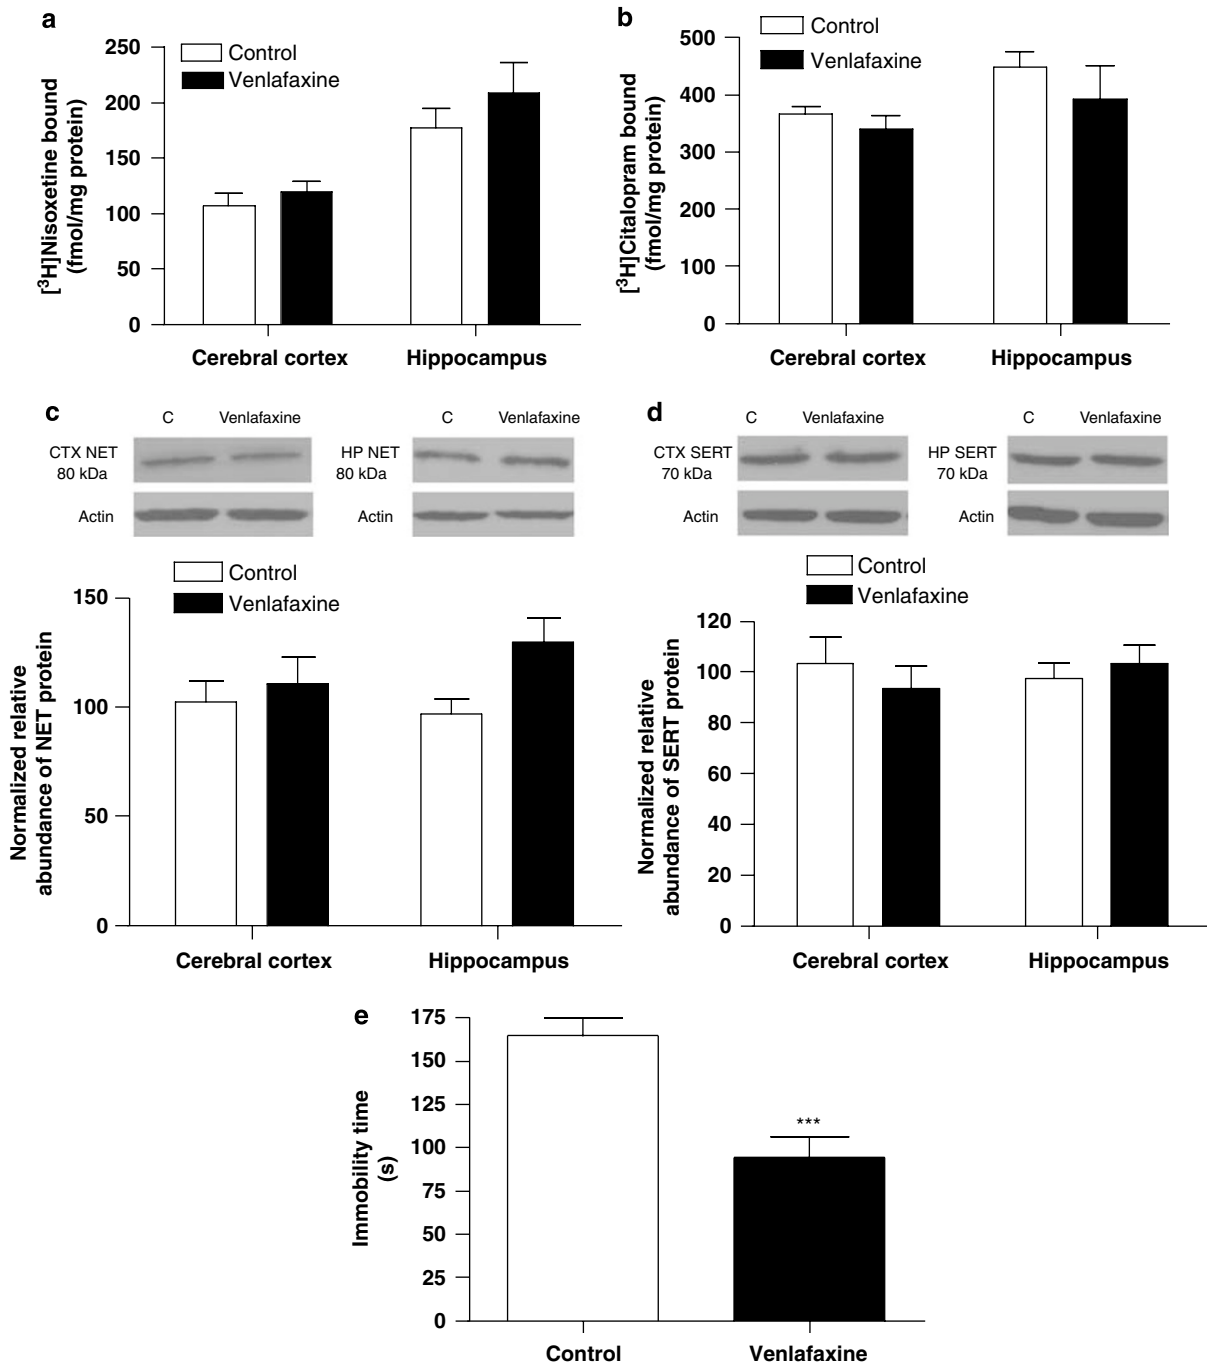 a
[3H]Nisoxetine bound
(fmol/mg protein)
250
200
150
100
50
0
Control
Venlafaxine
Cerebral cortex
Hippocampus
b
[3H]Citalopram bound
(fmol/mg protein)
500
400
300
200
100
0
Control
Venlafaxine
Cerebral cortex
Hippocampus
c
C
Venlafaxine
C
Venlafaxine
CTX NET
80 kDa
HP NET
80 kDa
Actin
Actin
Control
Venlafaxine
Normalized relative
abundance of NET protein
150
100
50
0
Cerebral cortex
Hippocampus
d
C
Venlafaxine
C
Venlafaxine
CTX SERT
70 kDa
HP SERT
70 kDa
Actin
Actin
Control
Venlafaxine
Normalized relative
abundance of SERT protein
120
100
80
60
40
20
0
Cerebral cortex
Hippocampus
e
Immobility time
(s)
175
150
125
100
75
50
25
0
***
Control
Venlafaxine